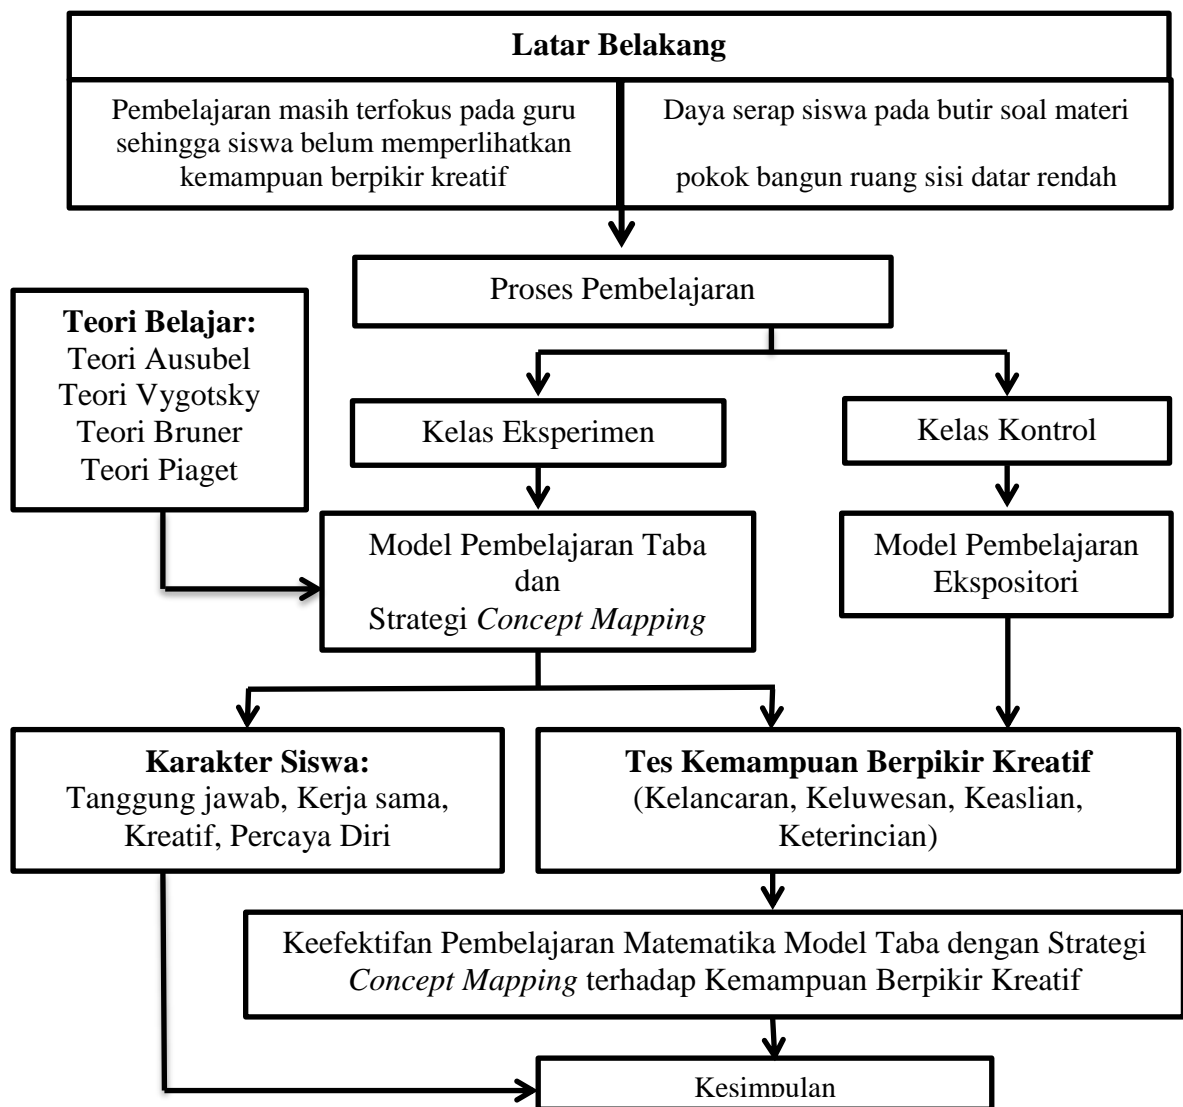 Latar Belakang
Pembelajaran masih terfokus pada guru
sehingga siswa belum memperlihatkan
kemampuan berpikir kreatif
Daya serap siswa pada butir soal materi
pokok bangun ruang sisi datar rendah
Proses Pembelajaran
Teori Belajar:
Teori Ausubel
Teori Vygotsky
Teori Bruner
Teori Piaget
Kelas Eksperimen
Kelas Kontrol
Model Pembelajaran Taba
dan
Strategi Concept Mapping
Model Pembelajaran
Ekspositori
Karakter Siswa:
Tanggung jawab, Kerja sama,
Kreatif, Percaya Diri
Tes Kemampuan Berpikir Kreatif
(Kelancaran, Keluwesan, Keaslian,
Keterincian)
Keefektifan Pembelajaran Matematika Model Taba dengan Strategi
Concept Mapping terhadap Kemampuan Berpikir Kreatif
Kesimpulan